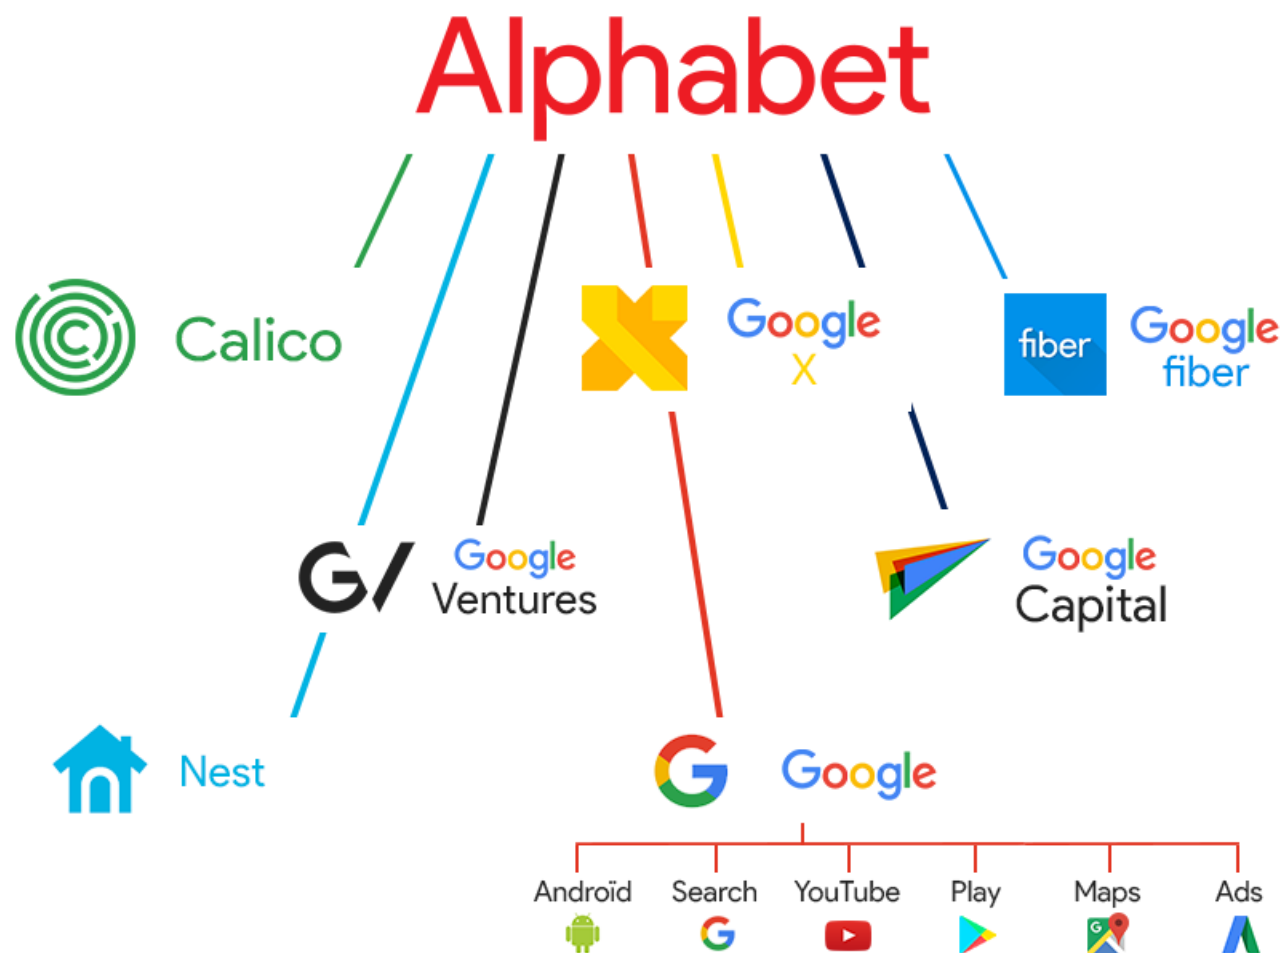 Alphabet
Calico
Google
X
fiber
Google
fiber
G/
Google
Ventures
Google
Capital
Nest
G
Google
Androïd
Search
YouTube
Play
Maps
Ads
G
G